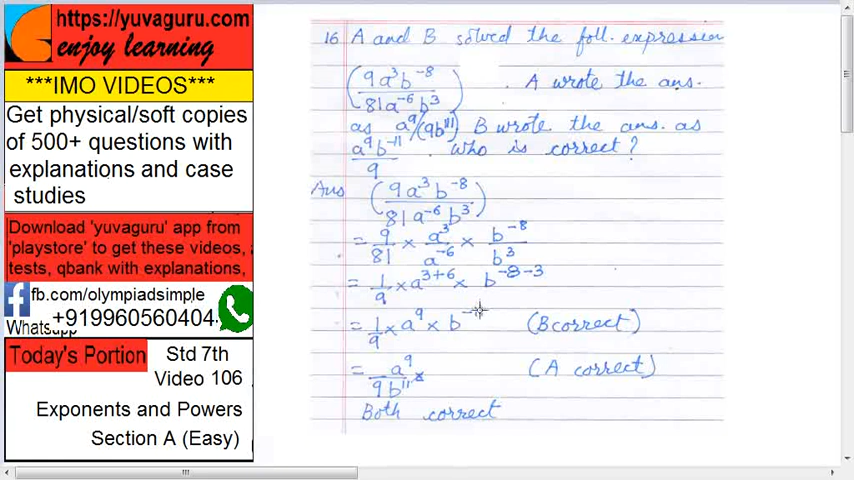 https://yuvaguru.com
enjoy learning
***IMO VIDEOS***
Get physical/soft copies
of 500+ questions with
explanations and case
studies
Download 'yuvaguru' app from
'playstore' to get these videos,
tests, qbank with explanations,
fb.com/olympiadsimple
+919960560404
Whatsapp
Today's Portion
Std 7th
Video 106
Exponents and Powers
Section A (Easy)
16 A and B solved the foll. expression
(9a³b⁻⁸ / 81a⁻⁶b³) . A wrote the ans.
as a⁹/(9b¹¹) B wrote the ans. as
a⁹b⁻¹¹ / 9 . Who is correct?
Ans (9a³b⁻⁸ / 81a⁻⁶b³)
= 9/81 × a³/a⁻⁶ × b⁻⁸/b³
= 1/9 × a³⁺⁶ × b⁻⁸⁻³
= 1/9 × a⁹ × b⁻ (B correct)
= a⁹ / 9b¹¹ (A correct)
Both correct